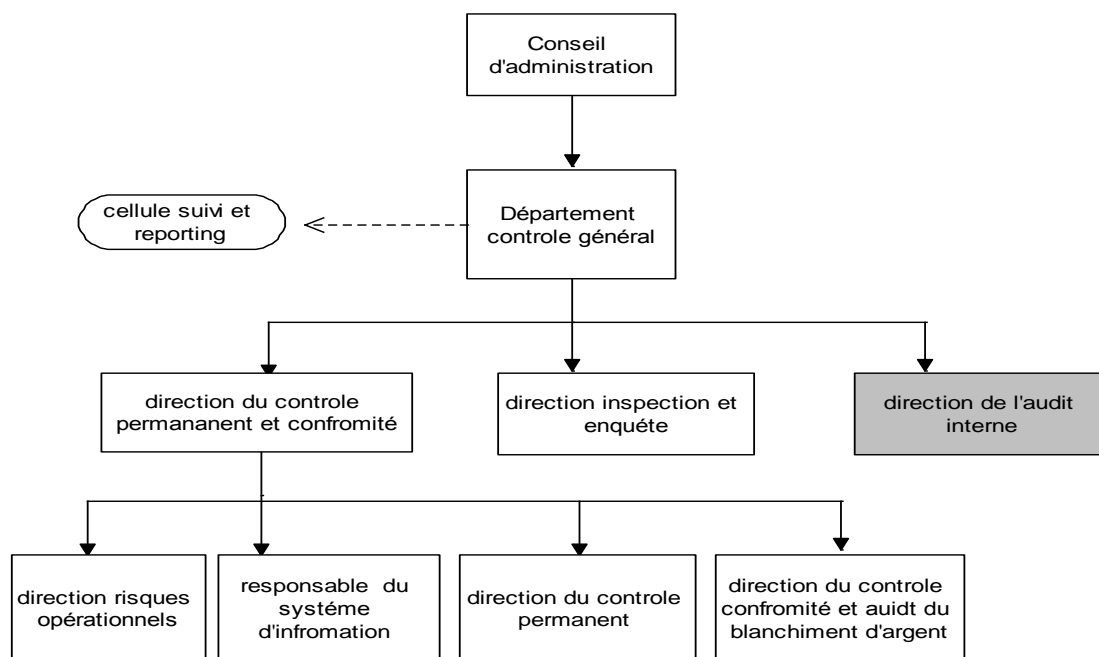 Conseil
d'administration
Département
controle général
cellule suivi et
reporting
direction du controle
permananent et confromité
direction inspection et
enquéte
direction de l'audit
interne
direction risques
opérationnels
responsable du
systéme
d'infromation
direction du controle
permanent
direction du controle
confromité et auidt du
blanchiment d'argent